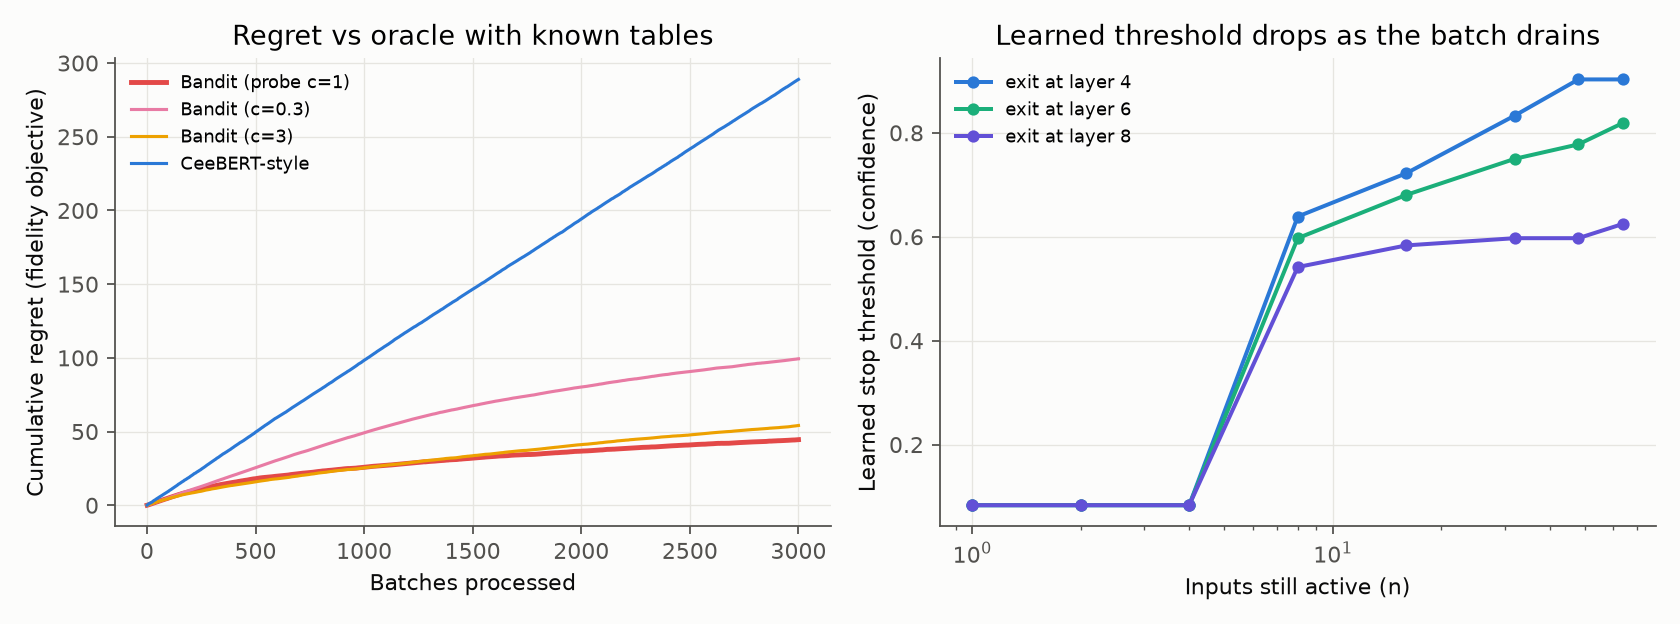 Regret vs oracle with known tables
Cumulative regret (fidelity objective)
300
250
200
150
100
50
0
Bandit (probe c=1)
Bandit (c=0.3)
Bandit (c=3)
CeeBERT-style
0 500 1000 1500 2000 2500 3000
Batches processed
Learned threshold drops as the batch drains
Learned stop threshold (confidence)
0.8
0.6
0.4
0.2
exit at layer 4
exit at layer 6
exit at layer 8
10⁰ 10¹
Inputs still active (n)